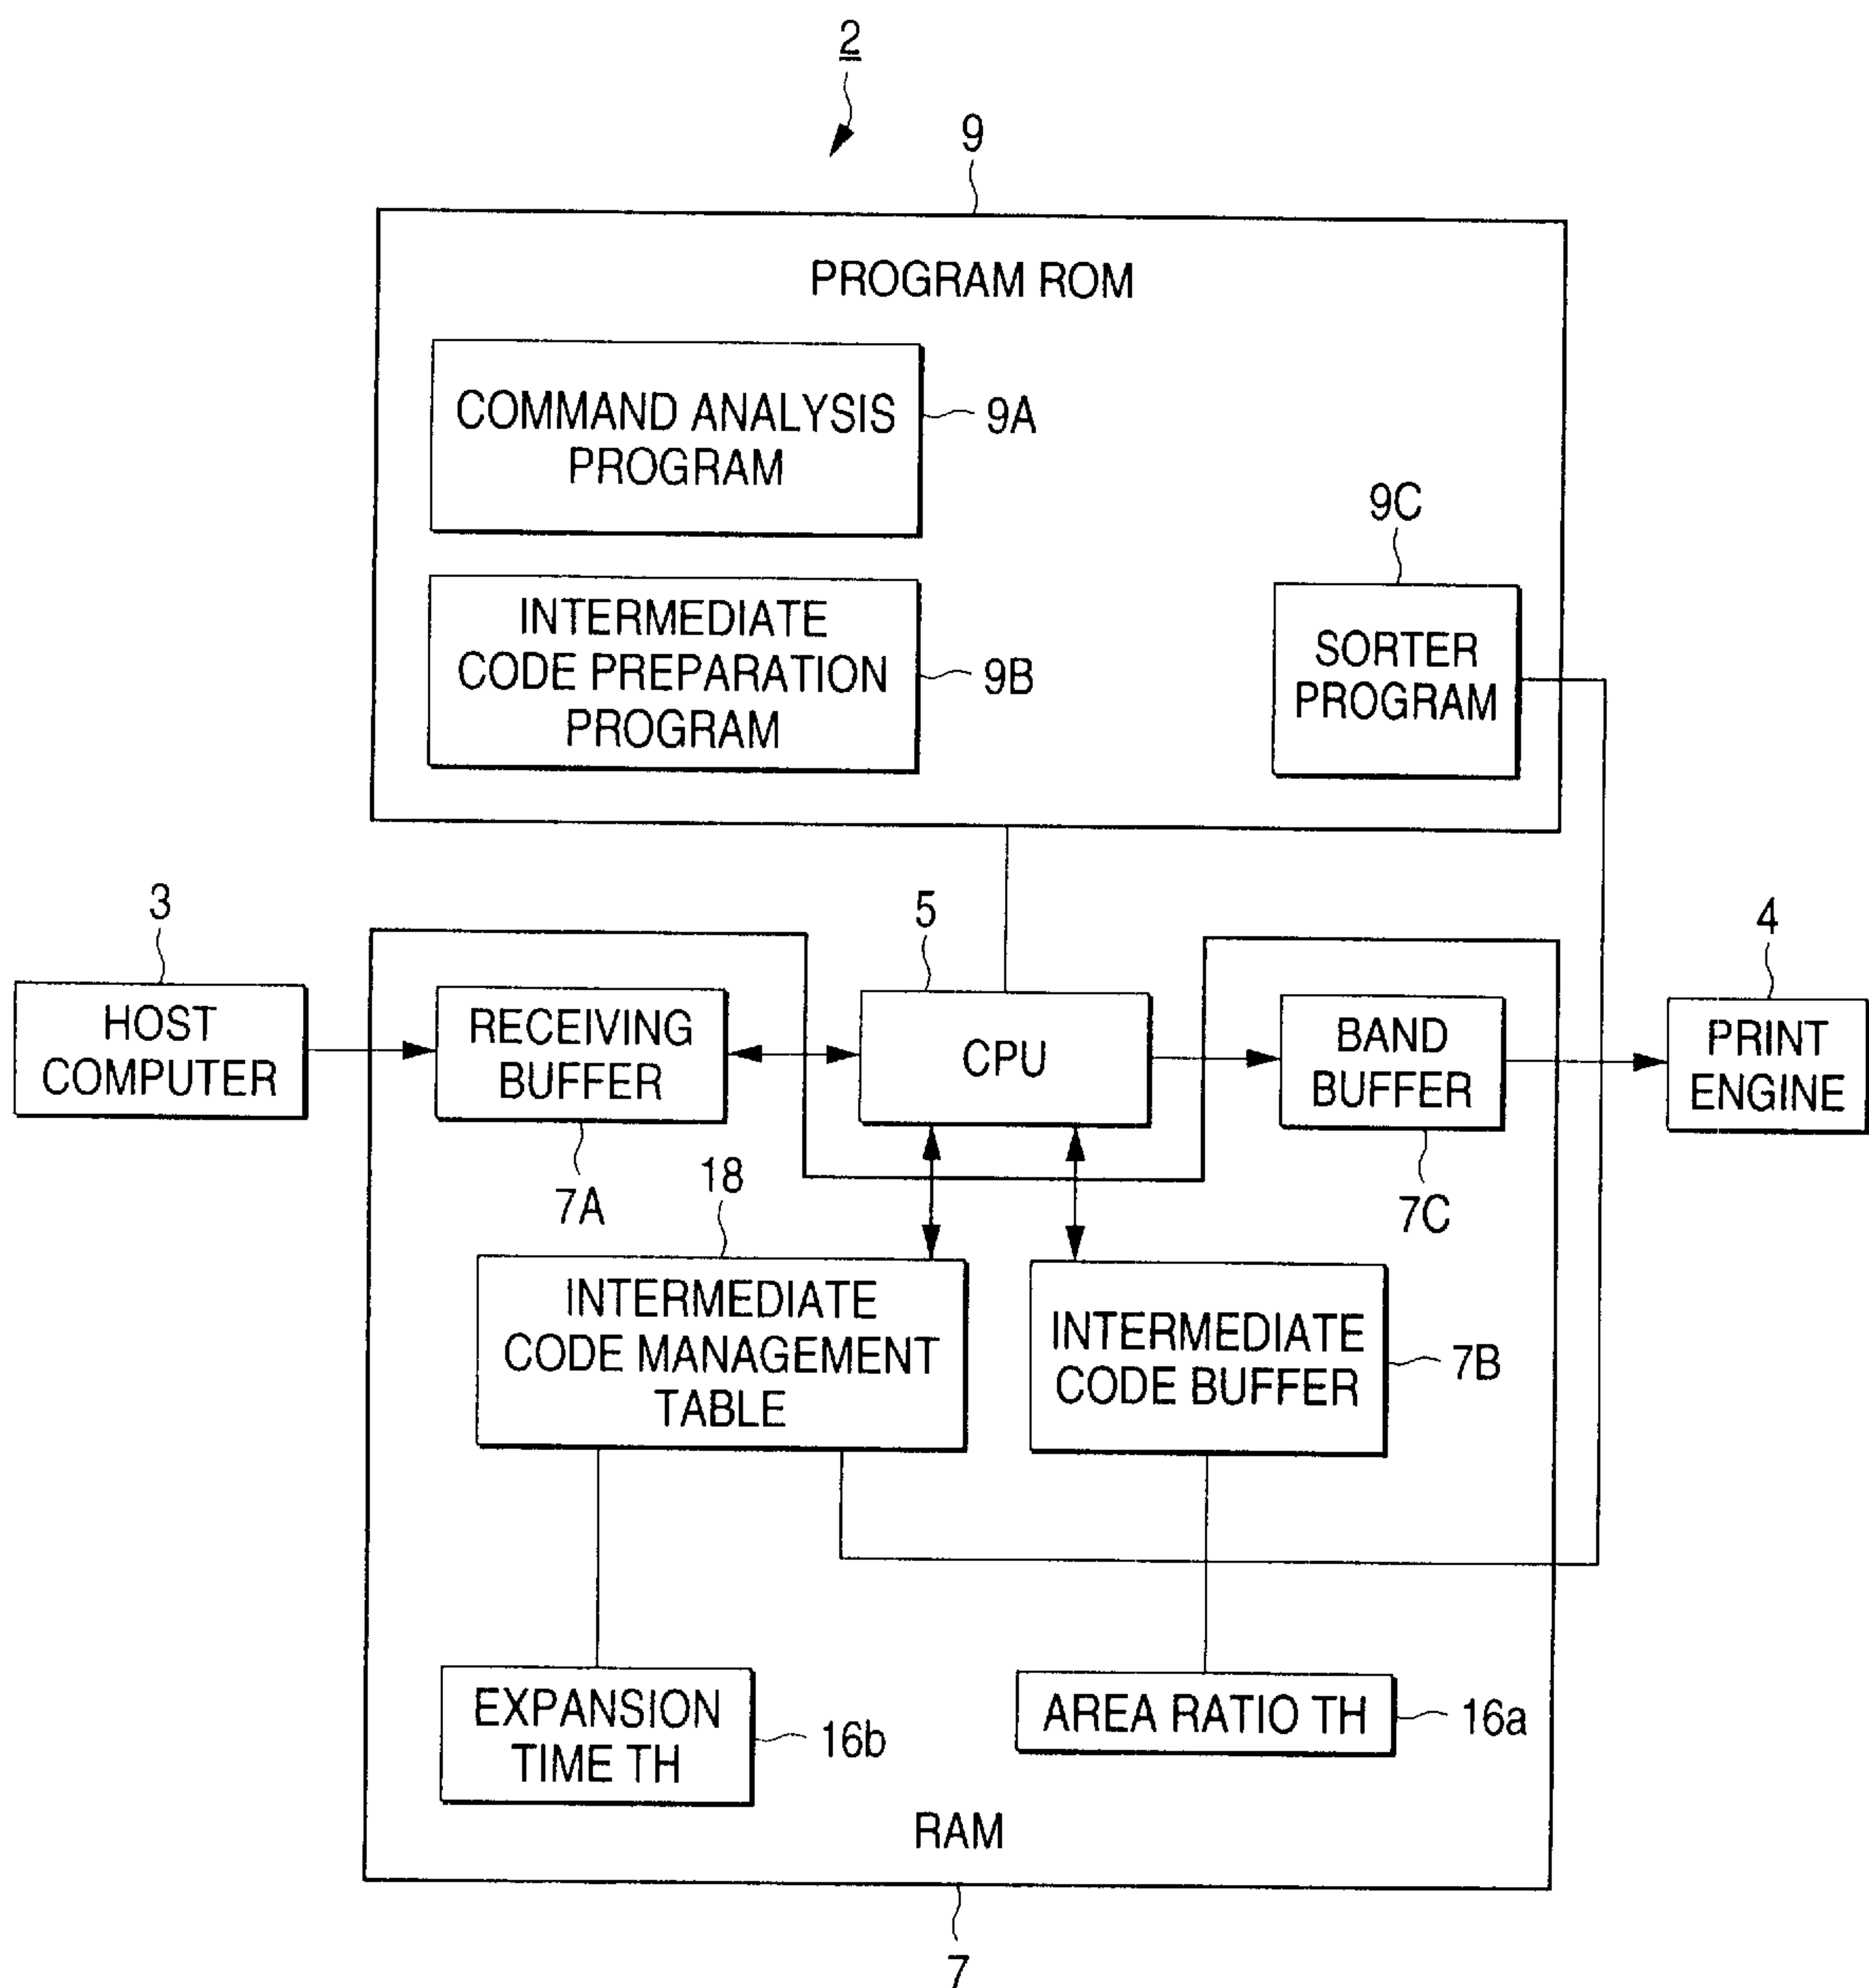 2
9
PROGRAM ROM
COMMAND ANALYSIS
PROGRAM
9A
9C
INTERMEDIATE
CODE PREPARATION
PROGRAM
9B
SORTER
PROGRAM
3
5
4
HOST
COMPUTER
RECEIVING
BUFFER
CPU
BAND
BUFFER
PRINT
ENGINE
7A
18
7C
INTERMEDIATE
CODE MANAGEMENT
TABLE
INTERMEDIATE
CODE BUFFER
7B
EXPANSION
TIME TH
16b
AREA RATIO TH
16a
RAM
7